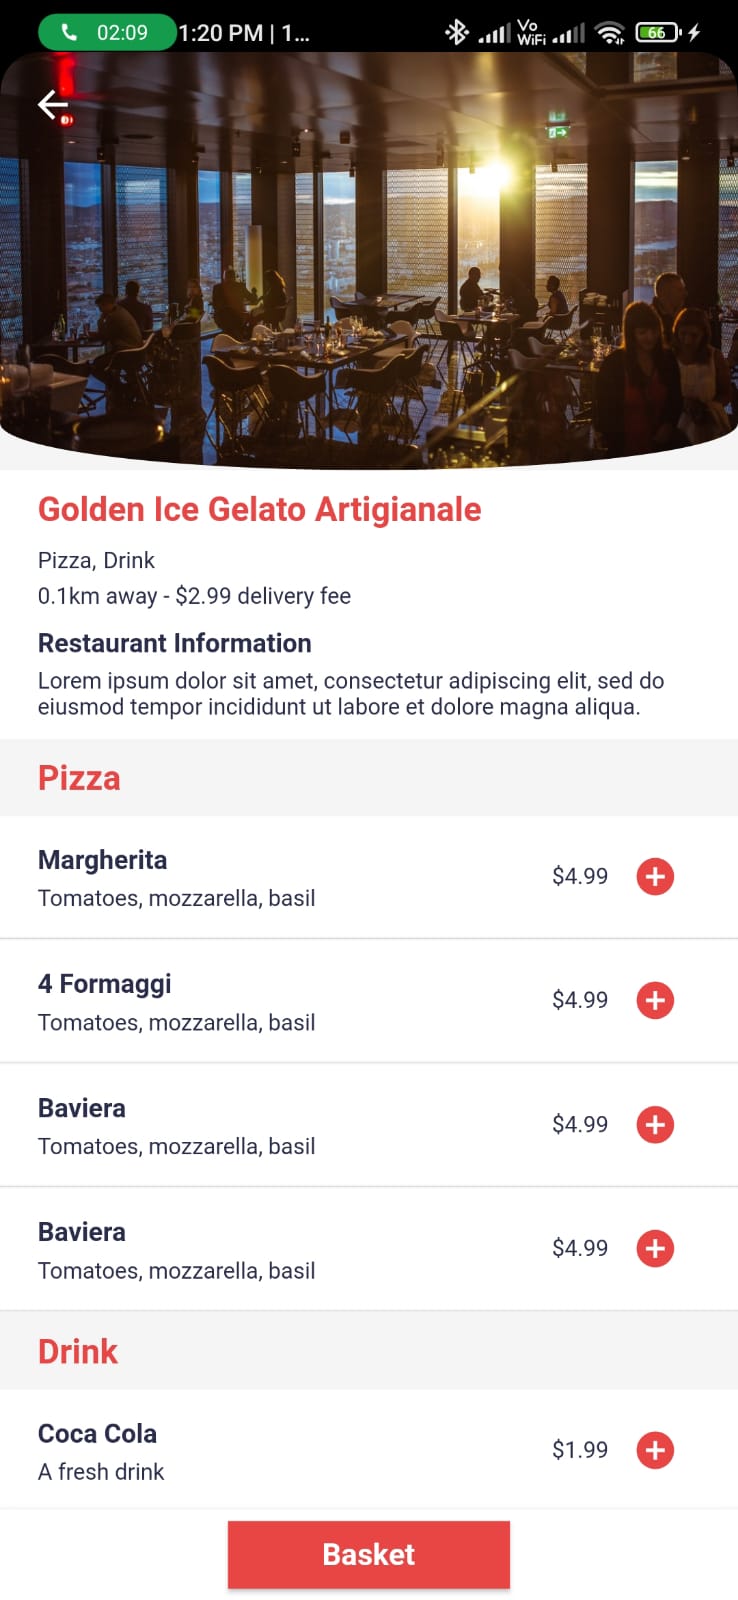 02:09 1:20 PM | 1... Vo WiFi 66
Golden Ice Gelato Artigianale
Pizza, Drink
0.1km away - $2.99 delivery fee
Restaurant Information
Lorem ipsum dolor sit amet, consectetur adipiscing elit, sed do
eiusmod tempor incididunt ut labore et dolore magna aliqua.
Pizza
Margherita
$4.99
Tomatoes, mozzarella, basil
4 Formaggi
$4.99
Tomatoes, mozzarella, basil
Baviera
$4.99
Tomatoes, mozzarella, basil
Baviera
$4.99
Tomatoes, mozzarella, basil
Drink
Coca Cola
$1.99
A fresh drink
Basket